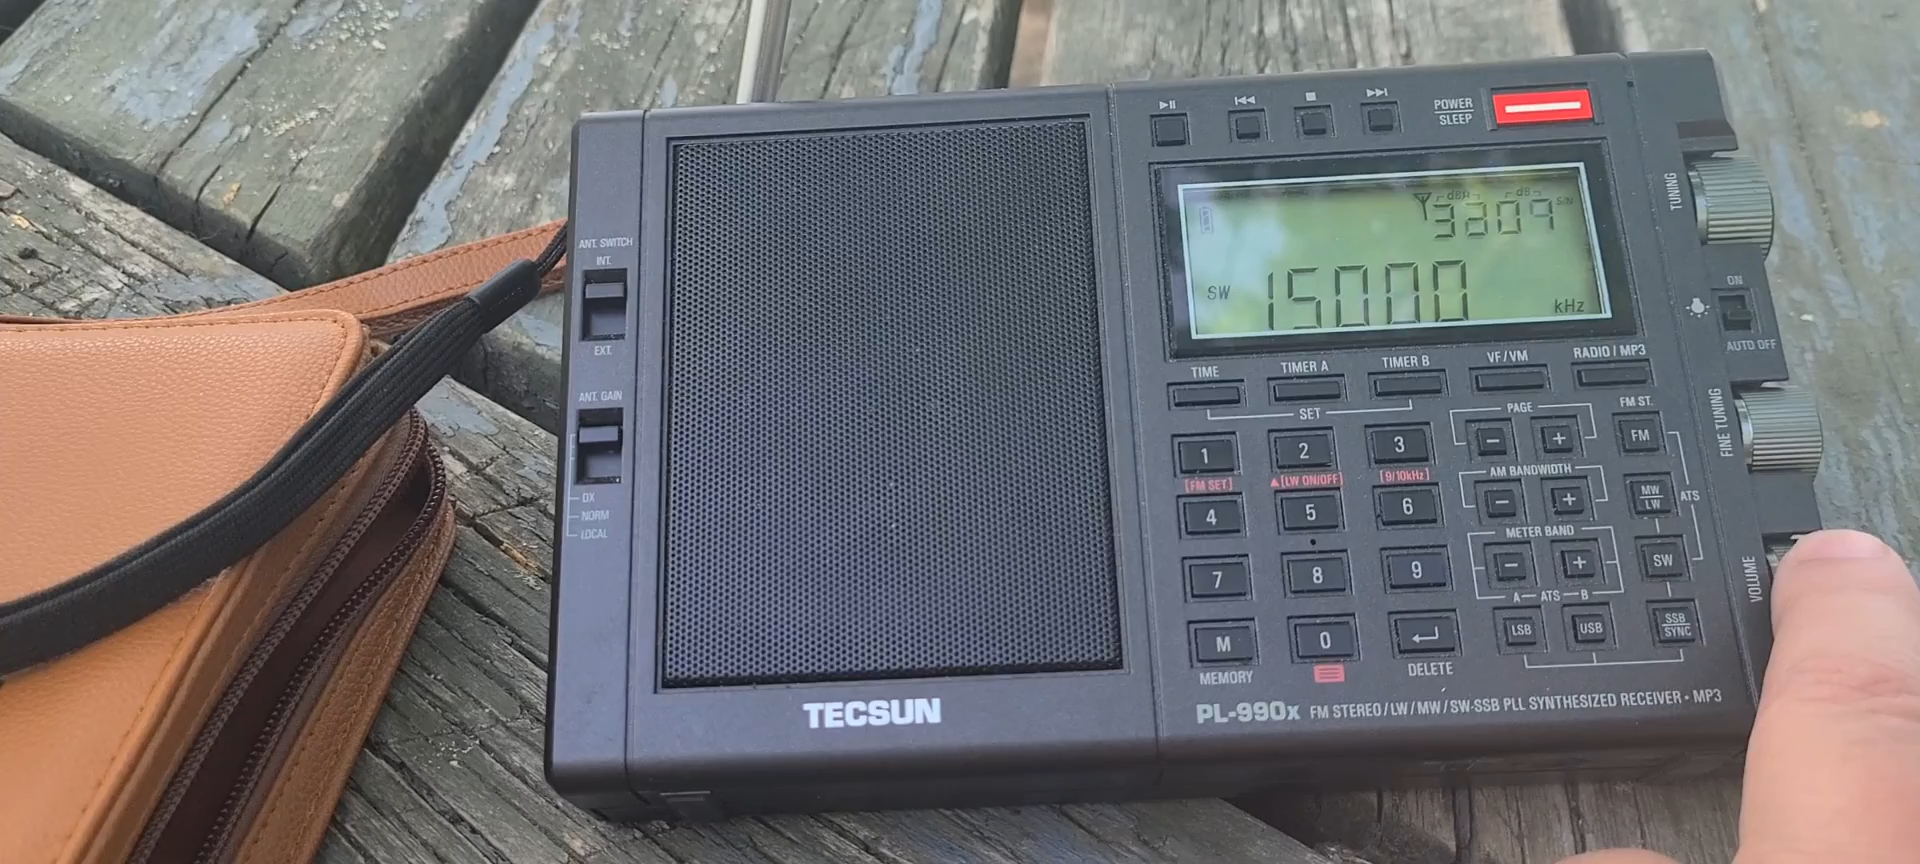 POWER
SLEEP
dBµ dB
3309 S/N
SW 15000 kHz
TUNING
ON
AUTO OFF
ANT. SWITCH
INT.
EXT.
ANT. GAIN
DX
NORM
LOCAL
TIME TIMER A TIMER B VF / VM RADIO / MP3
SET
PAGE
FM ST.
1 2 3 - + FM
[FM SET] ▲[LW ON/OFF] [9/10kHz]
AM BANDWIDTH
4 5 6 - + MW
LW
ATS
METER BAND
7 8 9 - + SW
A — ATS — B
M 0 LSB USB SSB
SYNC
MEMORY DELETE
FINE TUNING
VOLUME
TECSUN
PL-990x FM STEREO / LW / MW / SW-SSB PLL SYNTHESIZED RECEIVER • MP3